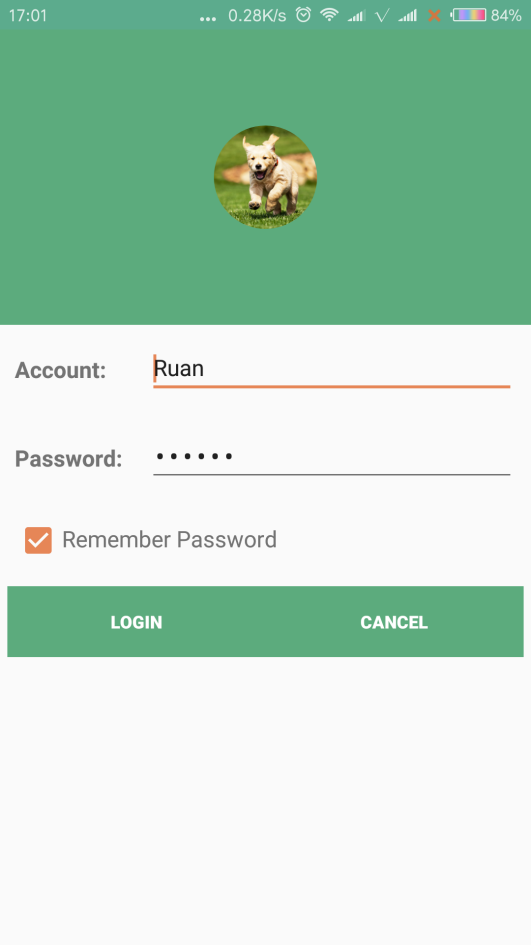 17:01 ... 0.28K/s 84%
Account: Ruan
Password: ••••••
Remember Password
LOGIN CANCEL